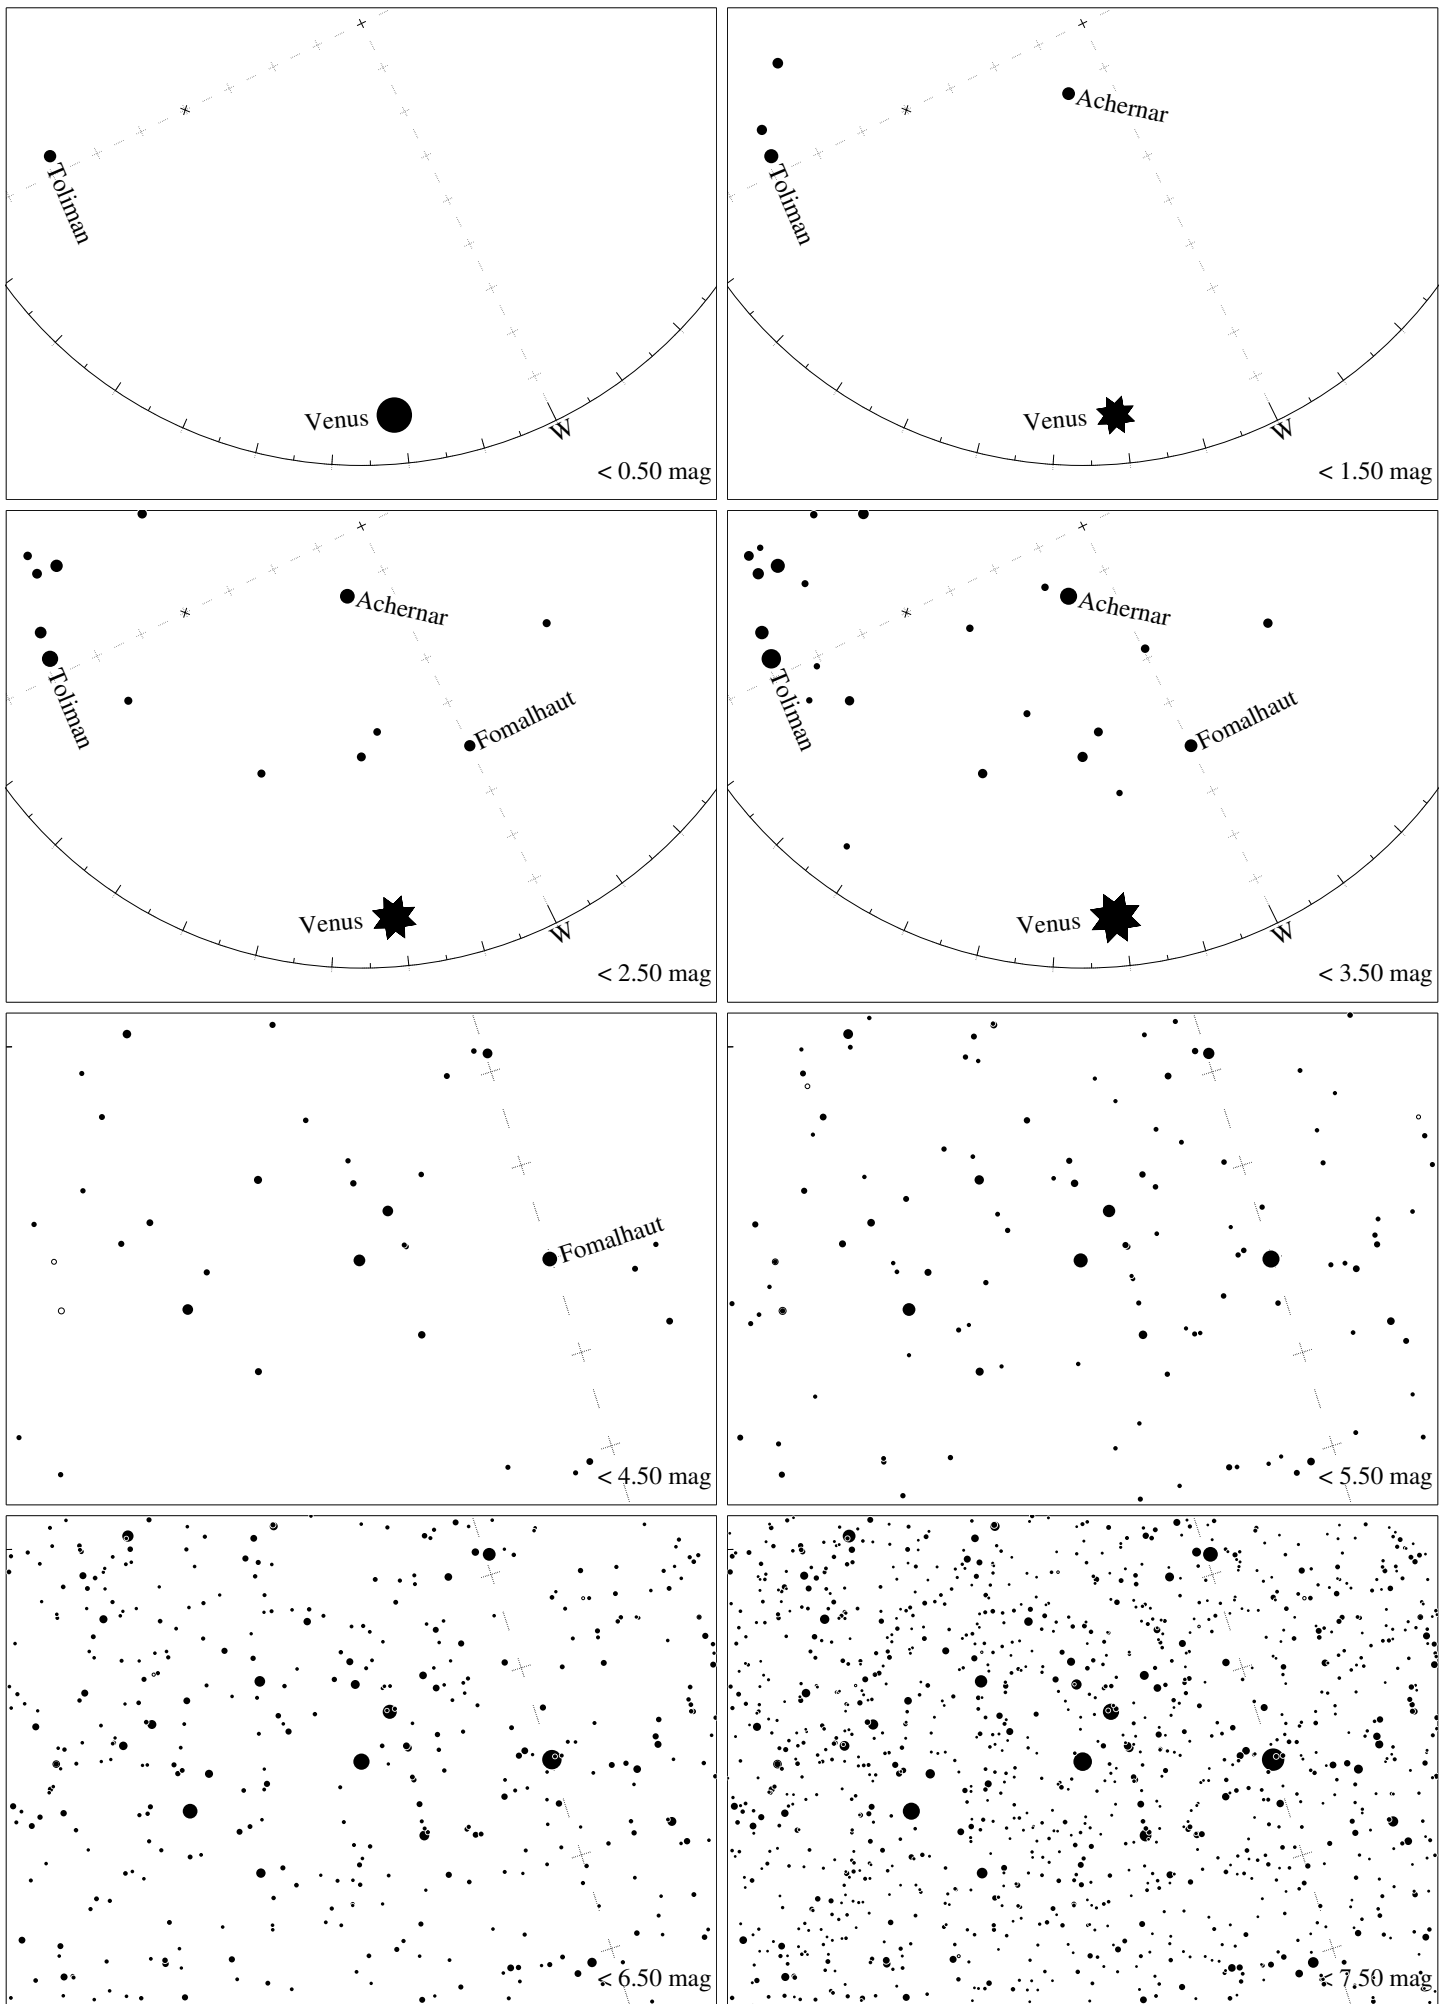 Toliman
Venus
W
< 0.50 mag
Achernar
Toliman
Venus
W
< 1.50 mag
Achernar
Fomalhaut
Toliman
Venus
W
< 2.50 mag
Achernar
Fomalhaut
Toliman
Venus
W
< 3.50 mag
Fomalhaut
< 4.50 mag
< 5.50 mag
< 6.50 mag
< 7.50 mag